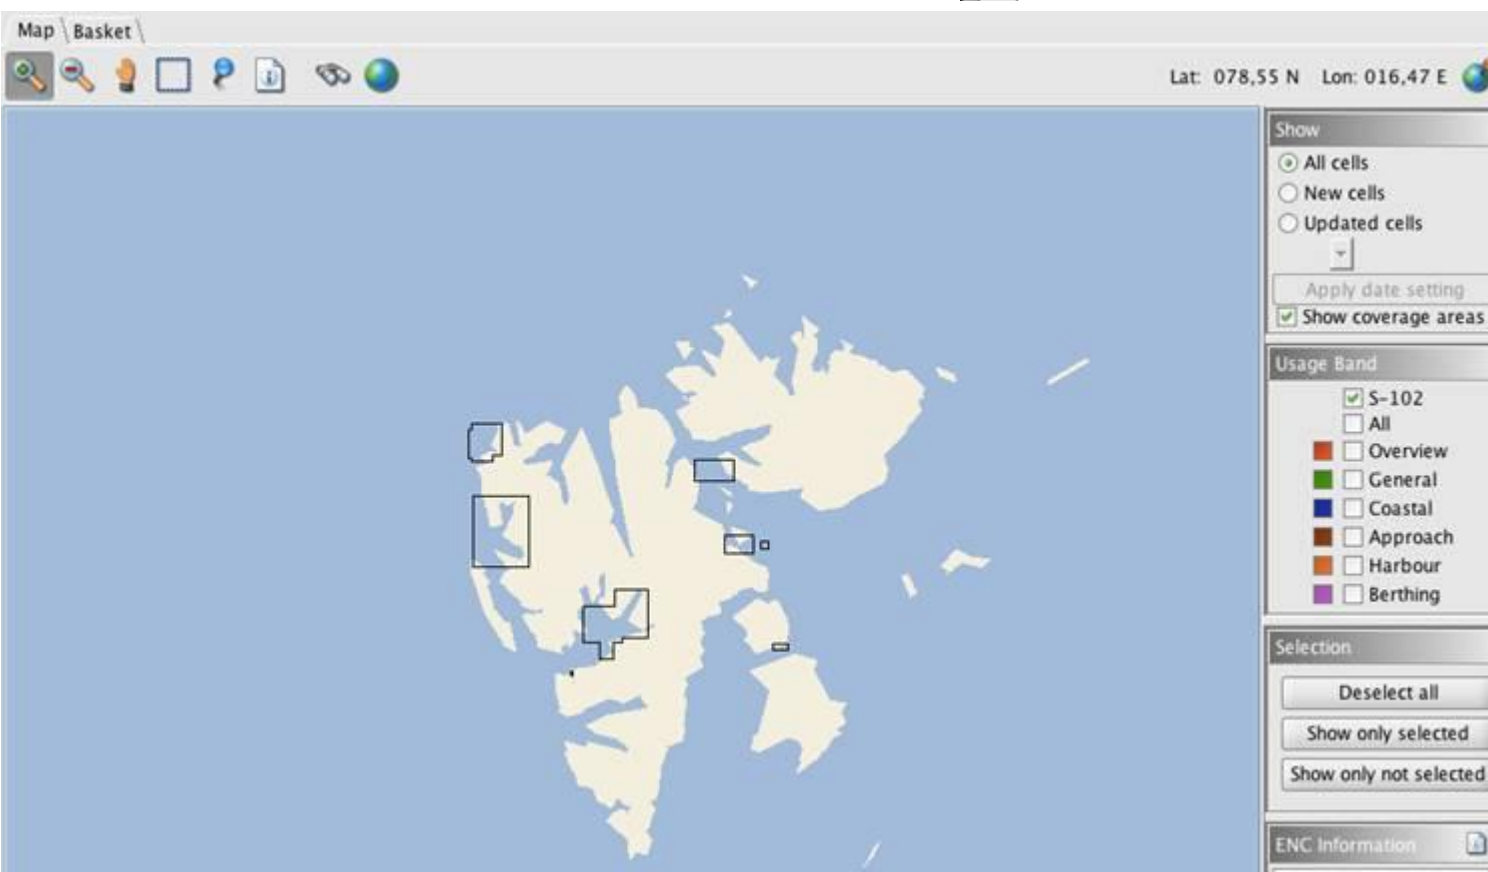 Map Basket
Lat: 078,55 N Lon: 016,47 E
Show
All cells
New cells
Updated cells
Apply date setting
Show coverage areas
Usage Band
S-102
All
Overview
General
Coastal
Approach
Harbour
Berthing
Selection
Deselect all
Show only selected
Show only not selected
ENC Information